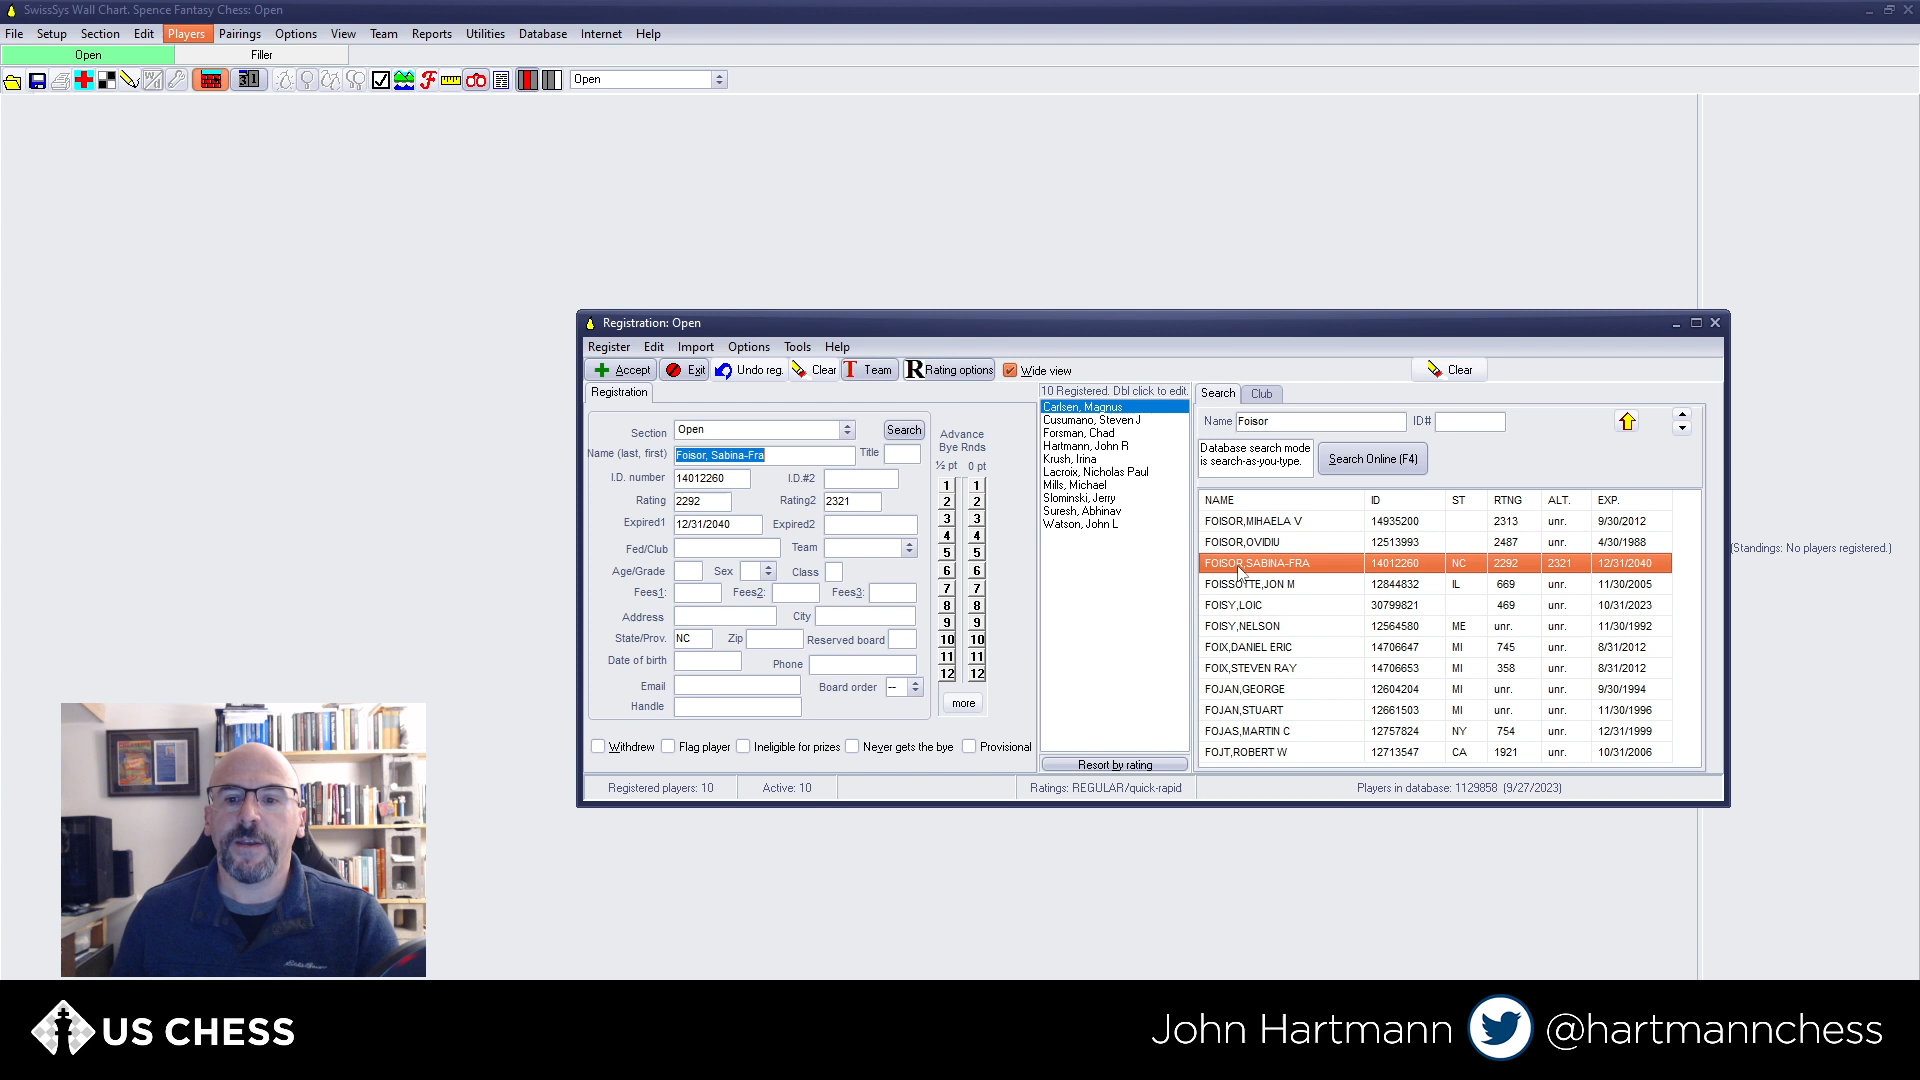 SwissSys Wall Chart. Spence Fantasy Chess: Open
File Setup Section Edit Players Pairings Options View Team Reports Utilities Database Internet Help
Open Filler
Open
Registration: Open
Register Edit Import Options Tools Help
Accept Exit Undo reg. Clear Team Rating options Wide view Clear
Registration
Section Open Search
Name (last, first) Foisor, Sabina-Fra Title
I.D. number 14012260 I.D.#2
Rating 2292 Rating2 2321
Expired1 12/31/2040 Expired2
Fed/Club Team
Age/Grade Sex Class
Fees1: Fees2: Fees3:
Address City
State/Prov. NC Zip Reserved board
Date of birth Phone
Email Board order --
Handle
Advance
Bye Rnds
½ pt 0 pt
1 1
2 2
3 3
4 4
5 5
6 6
7 7
8 8
9 9
10 10
11 11
12 12
more
Withdrew Flag player Ineligible for prizes Never gets the bye Provisional
10 Registered. Dbl click to edit.
Carlsen, Magnus
Cusumano, Steven J
Forsman, Chad
Hartmann, John R
Krush, Irina
Lacroix, Nicholas Paul
Mills, Michael
Slominski, Jerry
Suresh, Abhinav
Watson, John L
Resort by rating
Search Club
Name Foisor ID#
Database search mode
is search-as-you-type.
Search Online (F4)
NAME ID ST RTNG ALT. EXP.
FOISOR,MIHAELA V 14935200 2313 unr. 9/30/2012
FOISOR,OVIDIU 12513993 2487 unr. 4/30/1988
FOISOR,SABINA-FRA 14012260 NC 2292 2321 12/31/2040
FOISSOTTE,JON M 12844832 IL 669 unr. 11/30/2005
FOISY,LOIC 30799821 469 unr. 10/31/2023
FOISY,NELSON 12564580 ME unr. unr. 11/30/1992
FOIX,DANIEL ERIC 14706647 MI 745 unr. 8/31/2012
FOIX,STEVEN RAY 14706653 MI 358 unr. 8/31/2012
FOJAN,GEORGE 12604204 MI unr. unr. 9/30/1994
FOJAN,STUART 12661503 MI unr. unr. 11/30/1996
FOJAS,MARTIN C 12757824 NY 754 unr. 12/31/1999
FOJT,ROBERT W 12713547 CA 1921 unr. 10/31/2006
Registered players: 10 Active: 10 Ratings: REGULAR/quick-rapid Players in database: 1129858 (9/27/2023)
(Standings: No players registered.)
US CHESS
John Hartmann @hartmannchess